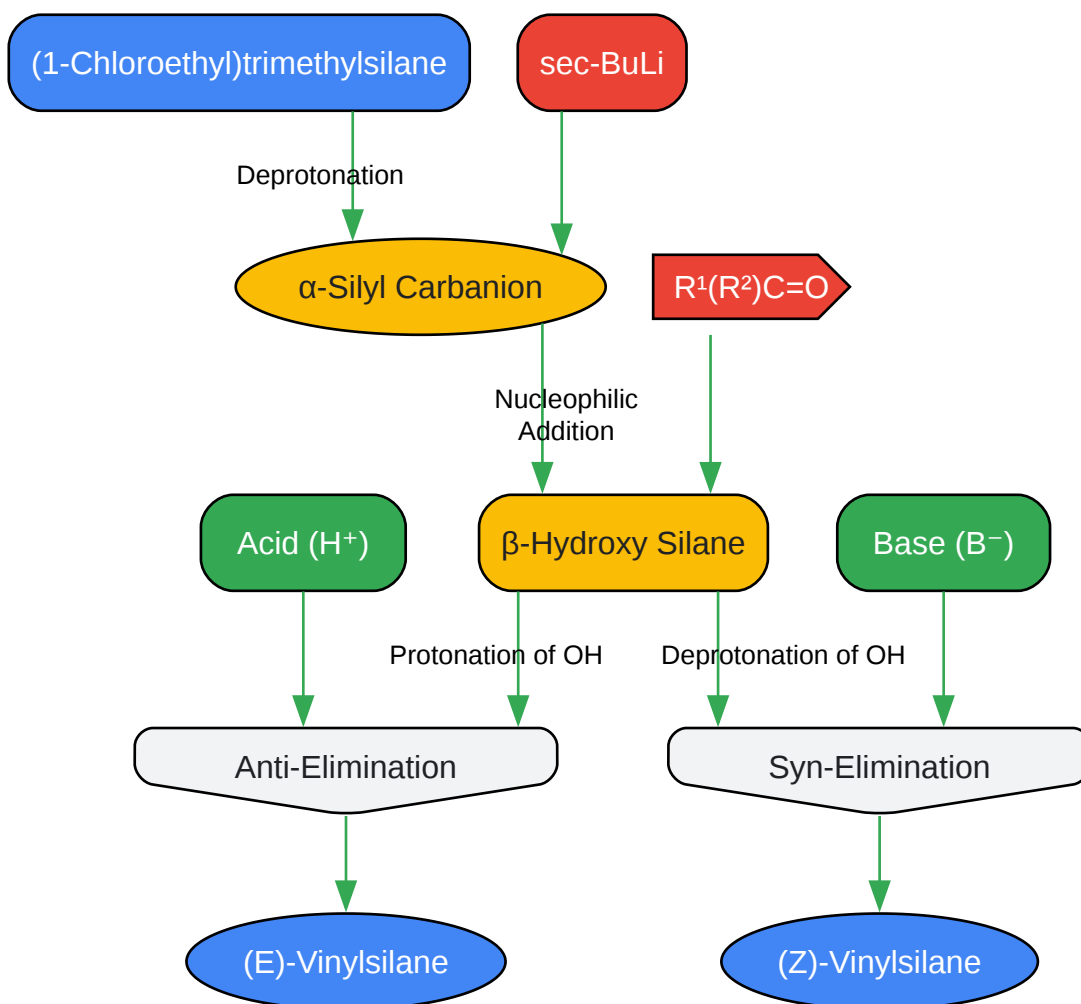 (1-Chloroethyl)trimethylsilane
sec-BuLi
Deprotonation
α-Silyl Carbanion
R¹(R²)C=O
Nucleophilic
Addition
Acid (H⁺)
β-Hydroxy Silane
Base (B⁻)
Protonation of OH
Deprotonation of OH
Anti-Elimination
Syn-Elimination
(E)-Vinylsilane
(Z)-Vinylsilane